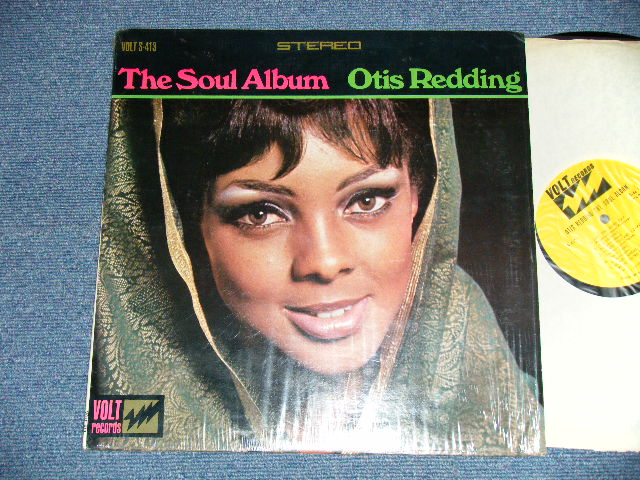 VOLT S-413
STEREO
The Soul Album Otis Redding
VOLT
records
VOLT records